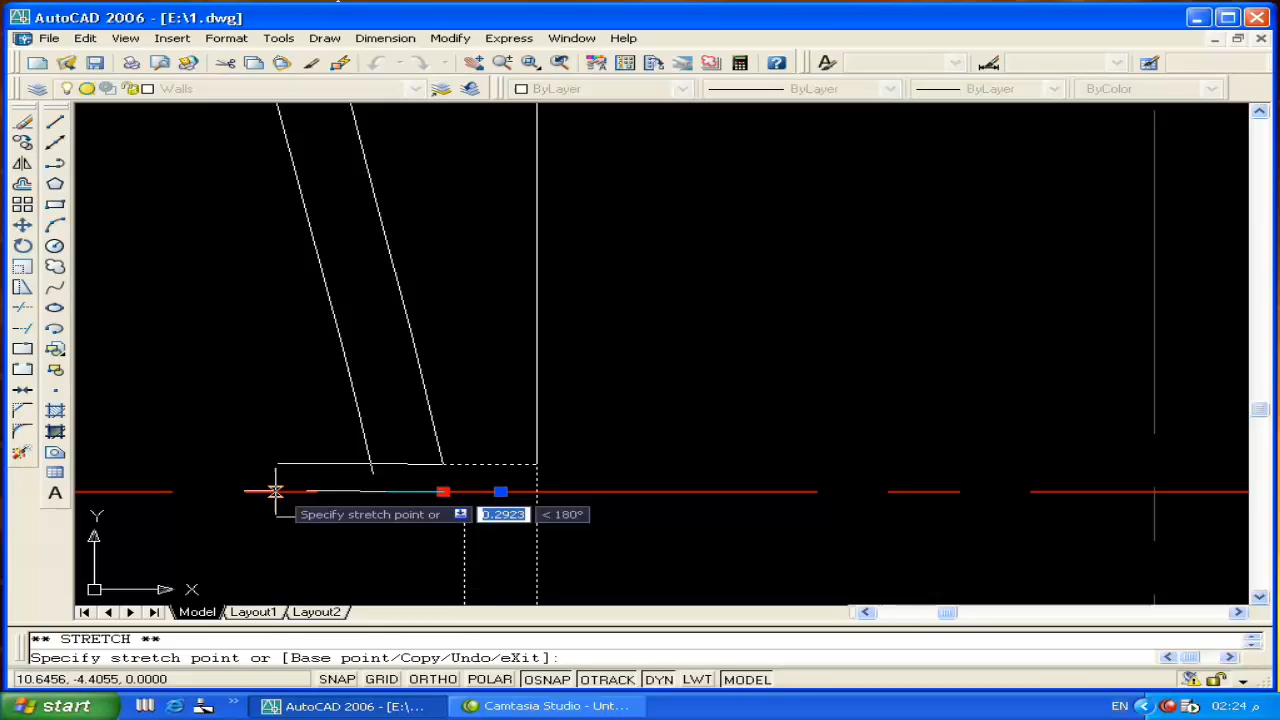 AutoCAD 2006 - [E:\1.dwg]
File Edit View Insert Format Tools Draw Dimension Modify Express Window Help
Walls ByLayer ByLayer ByLayer ByColor
Specify stretch point or 0.2923 < 180°
Y
X
A
Model Layout1 Layout2
** STRETCH **
Specify stretch point or [Base point/Copy/Undo/eXit]:
10.6456, -4.4055, 0.0000 SNAP GRID ORTHO POLAR OSNAP OTRACK DYN LWT MODEL
start AutoCAD 2006 - [E:\... Camtasia Studio - Unt... EN 02:24 م